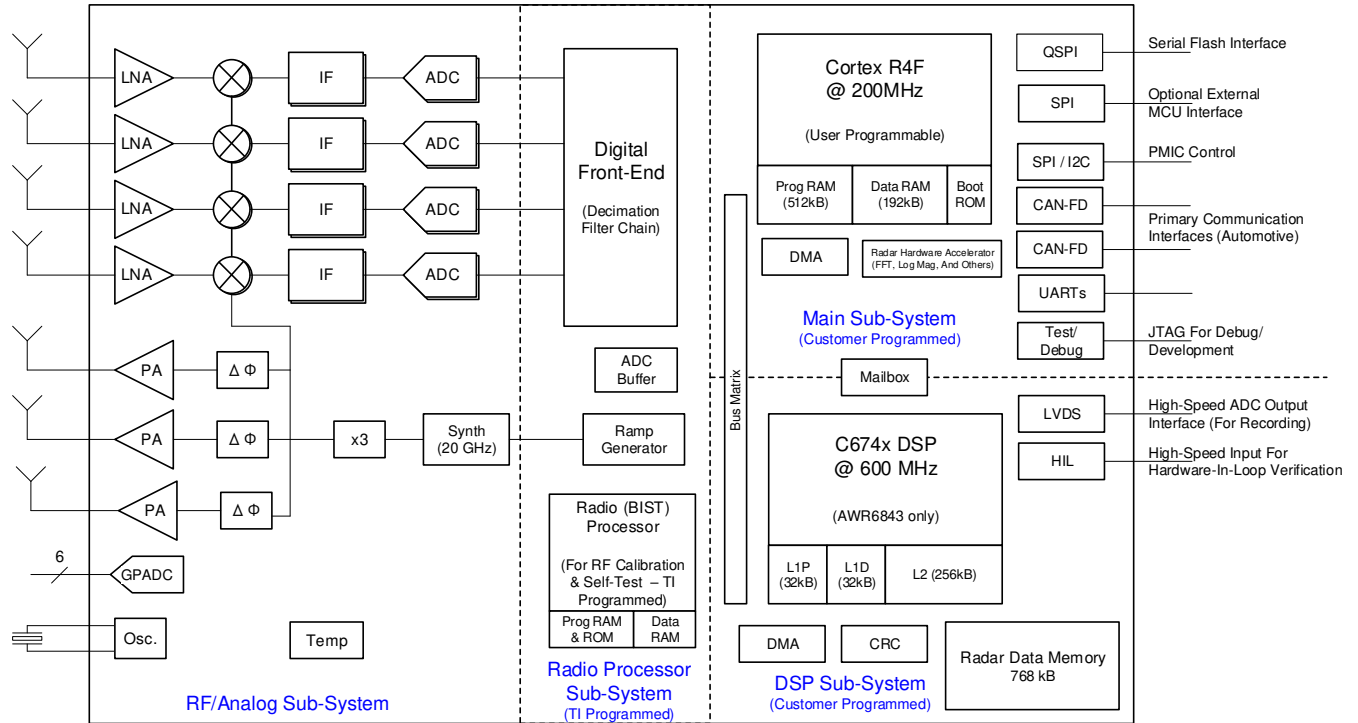 LNA
IF
ADC
LNA
IF
ADC
LNA
IF
ADC
LNA
IF
ADC
PA
Δ Φ
PA
Δ Φ
PA
Δ Φ
x3
Synth
(20 GHz)
6
GPADC
Osc.
Temp
RF/Analog Sub-System
Digital
Front-End
(Decimation
Filter Chain)
ADC
Buffer
Ramp
Generator
Radio (BIST)
Processor
(For RF Calibration
& Self-Test – TI
Programmed)
Prog RAM
& ROM
Data
RAM
Radio Processor
Sub-System
(TI Programmed)
Bus Matrix
Cortex R4F
@ 200MHz
(User Programmable)
Prog RAM
(512kB)
Data RAM
(192kB)
Boot
ROM
DMA
Radar Hardware Accelerator
(FFT, Log Mag, And Others)
Main Sub-System
(Customer Programmed)
Mailbox
C674x DSP
@ 600 MHz
(AWR6843 only)
L1P
(32kB)
L1D
(32kB)
L2 (256kB)
DMA
CRC
DSP Sub-System
(Customer Programmed)
Radar Data Memory
768 kB
QSPI
Serial Flash Interface
SPI
Optional External
MCU Interface
SPI / I2C
PMIC Control
CAN-FD
CAN-FD
Primary Communication
Interfaces (Automotive)
UARTs
Test/
Debug
JTAG For Debug/
Development
LVDS
High-Speed ADC Output
Interface (For Recording)
HIL
High-Speed Input For
Hardware-In-Loop Verification